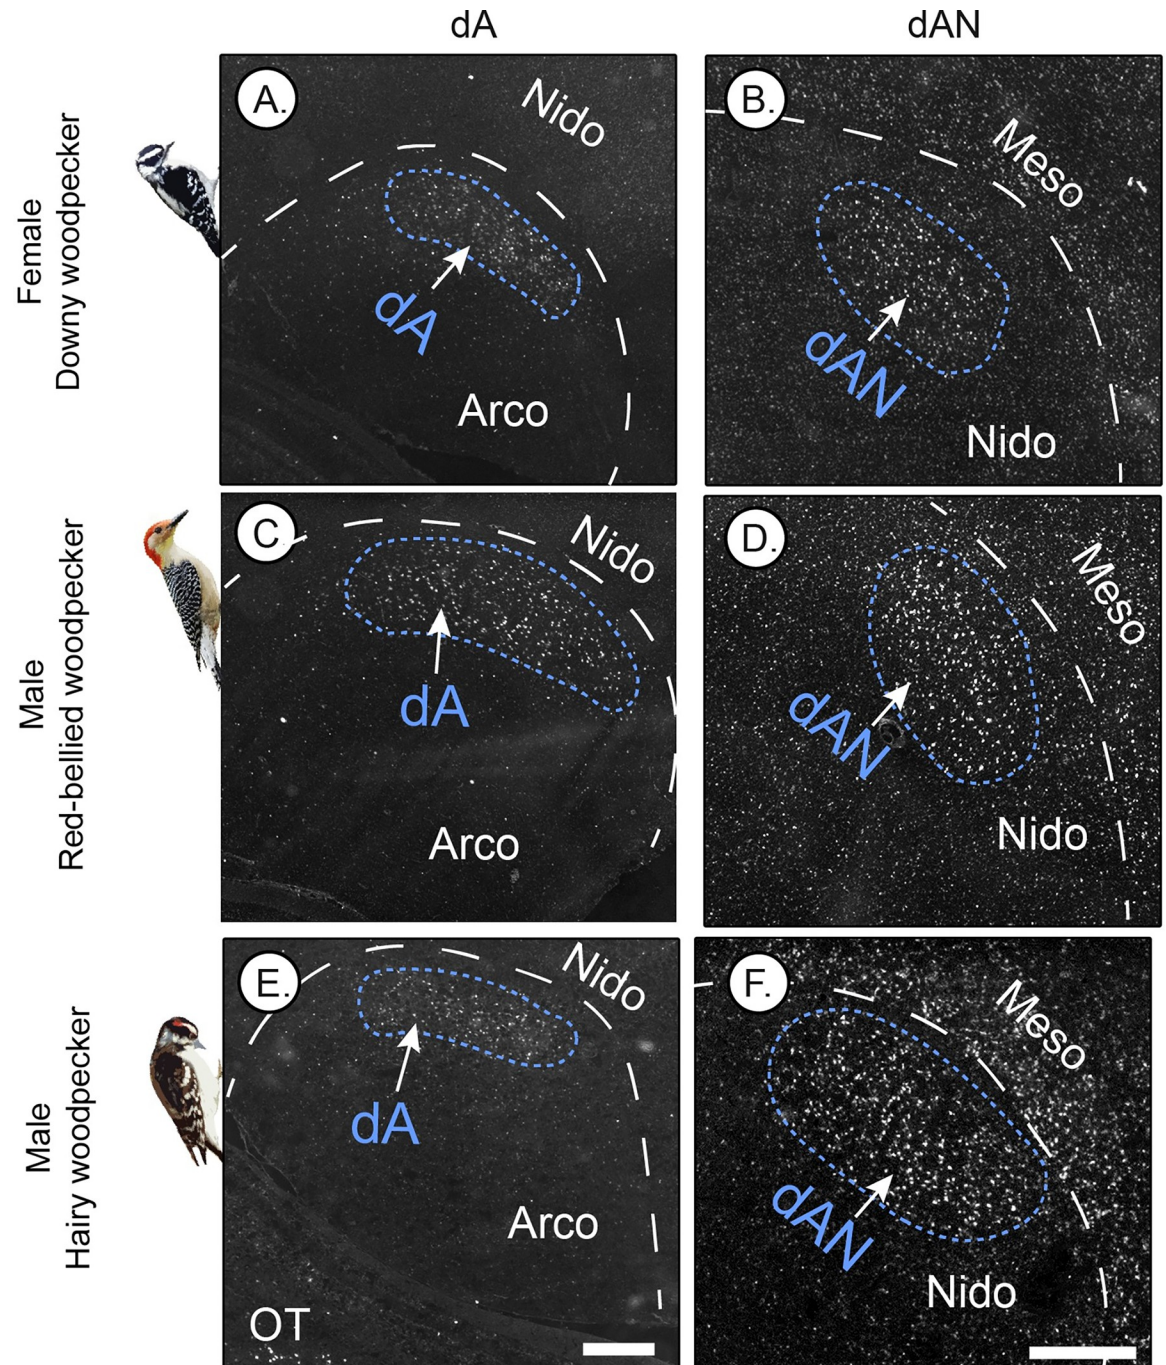 dA
dAN
Female
Downy woodpecker
A.
Nido
dA
Arco
B.
Meso
dAN
Nido
Male
Red-bellied woodpecker
C.
Nido
dA
Arco
D.
Meso
dAN
Nido
Male
Hairy woodpecker
E.
Nido
dA
Arco
OT
F.
Meso
dAN
Nido